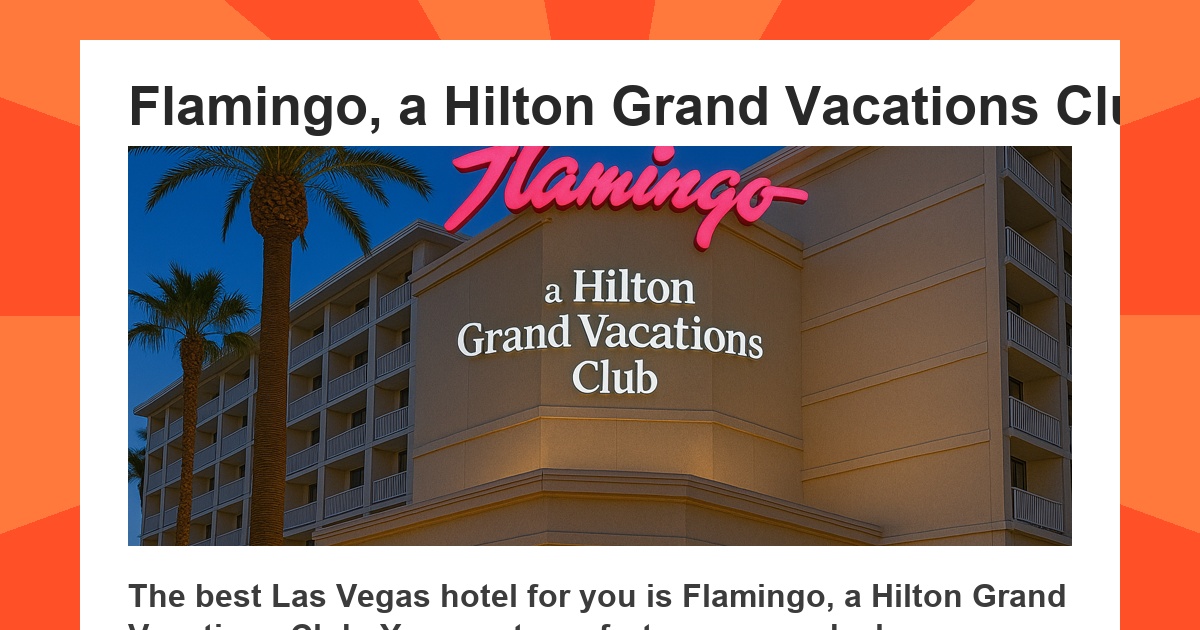 Flamingo, a Hilton Grand Vacations Clu
Flamingo
a Hilton
Grand Vacations
Club
The best Las Vegas hotel for you is Flamingo, a Hilton Grand